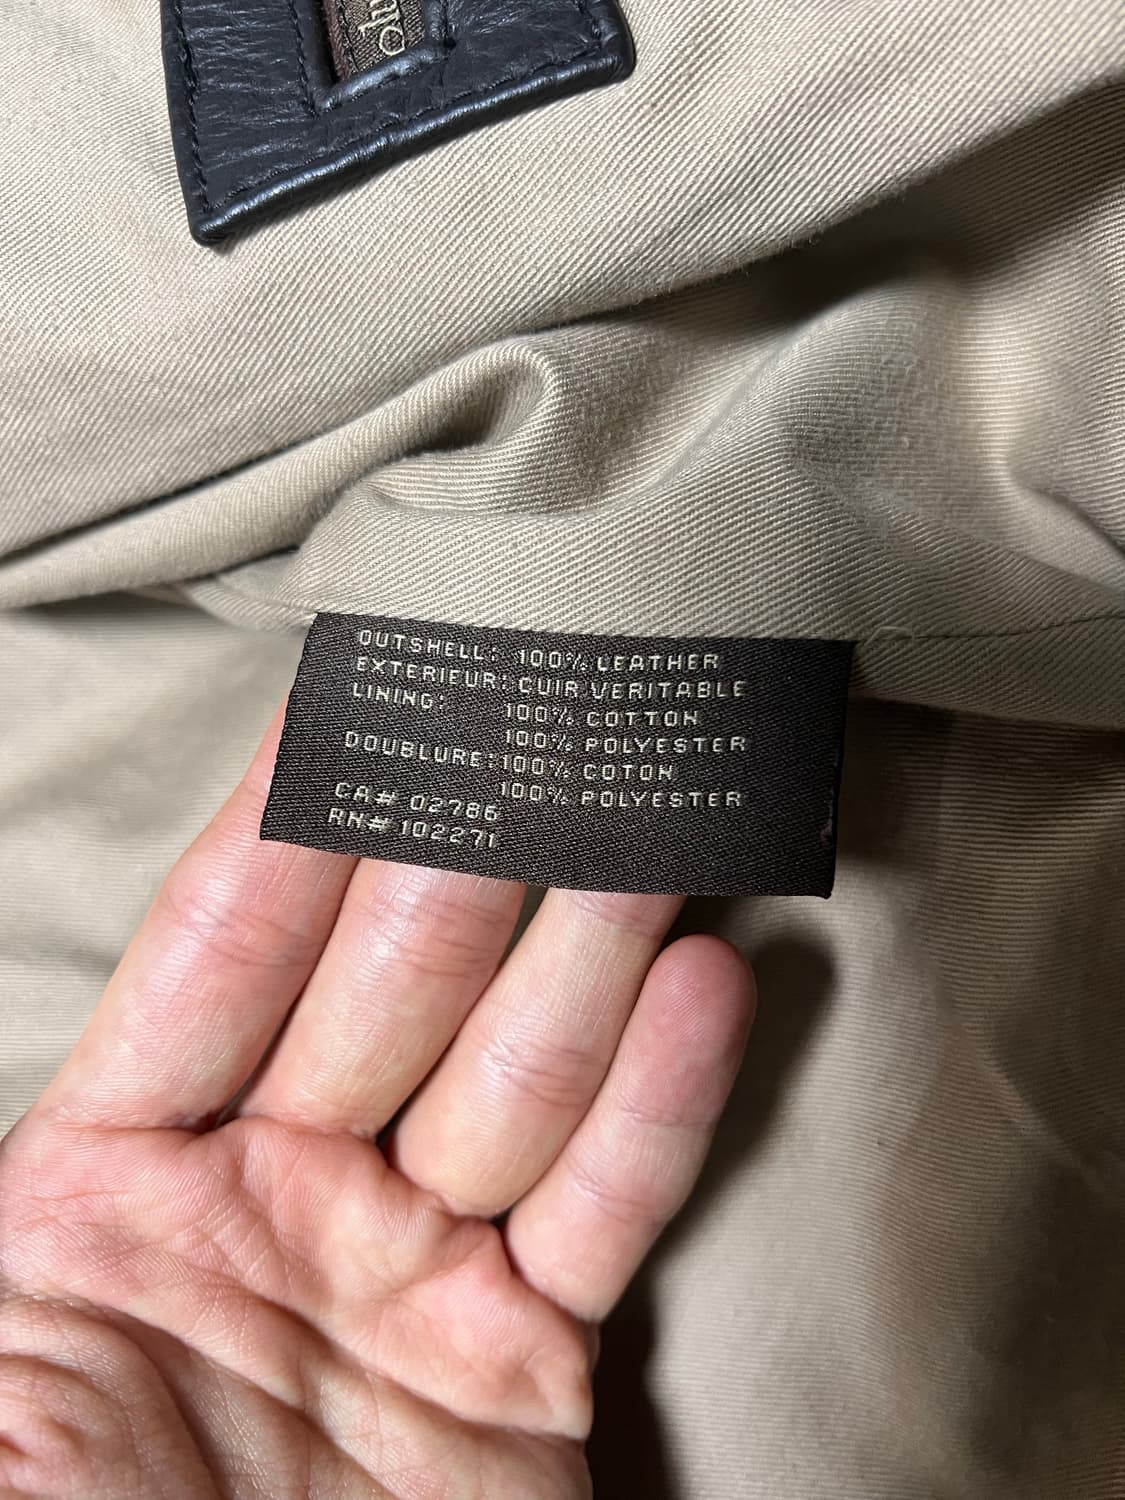 OUTSHELL: 100% LEATHER
EXTERIEUR: CUIR VERITABLE
LINING: 100% COTTON
100% POLYESTER
DOUBLURE: 100% COTON
100% POLYESTER
CA# 02786
RN# 102271